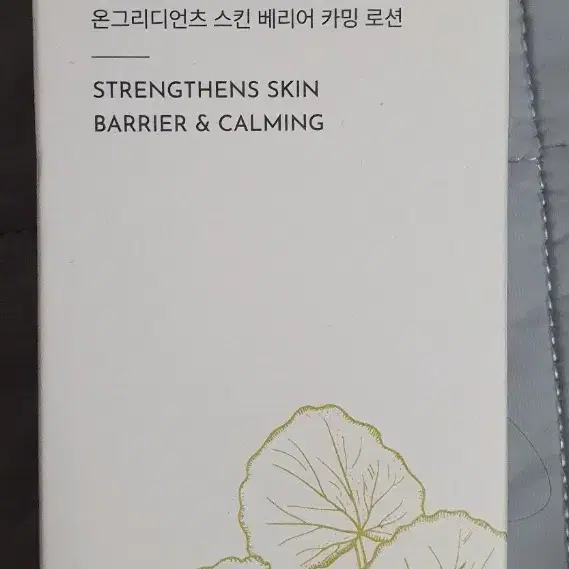 온그리디언츠 스킨 베리어 카밍 로션
STRENGTHENS SKIN
BARRIER & CALMING